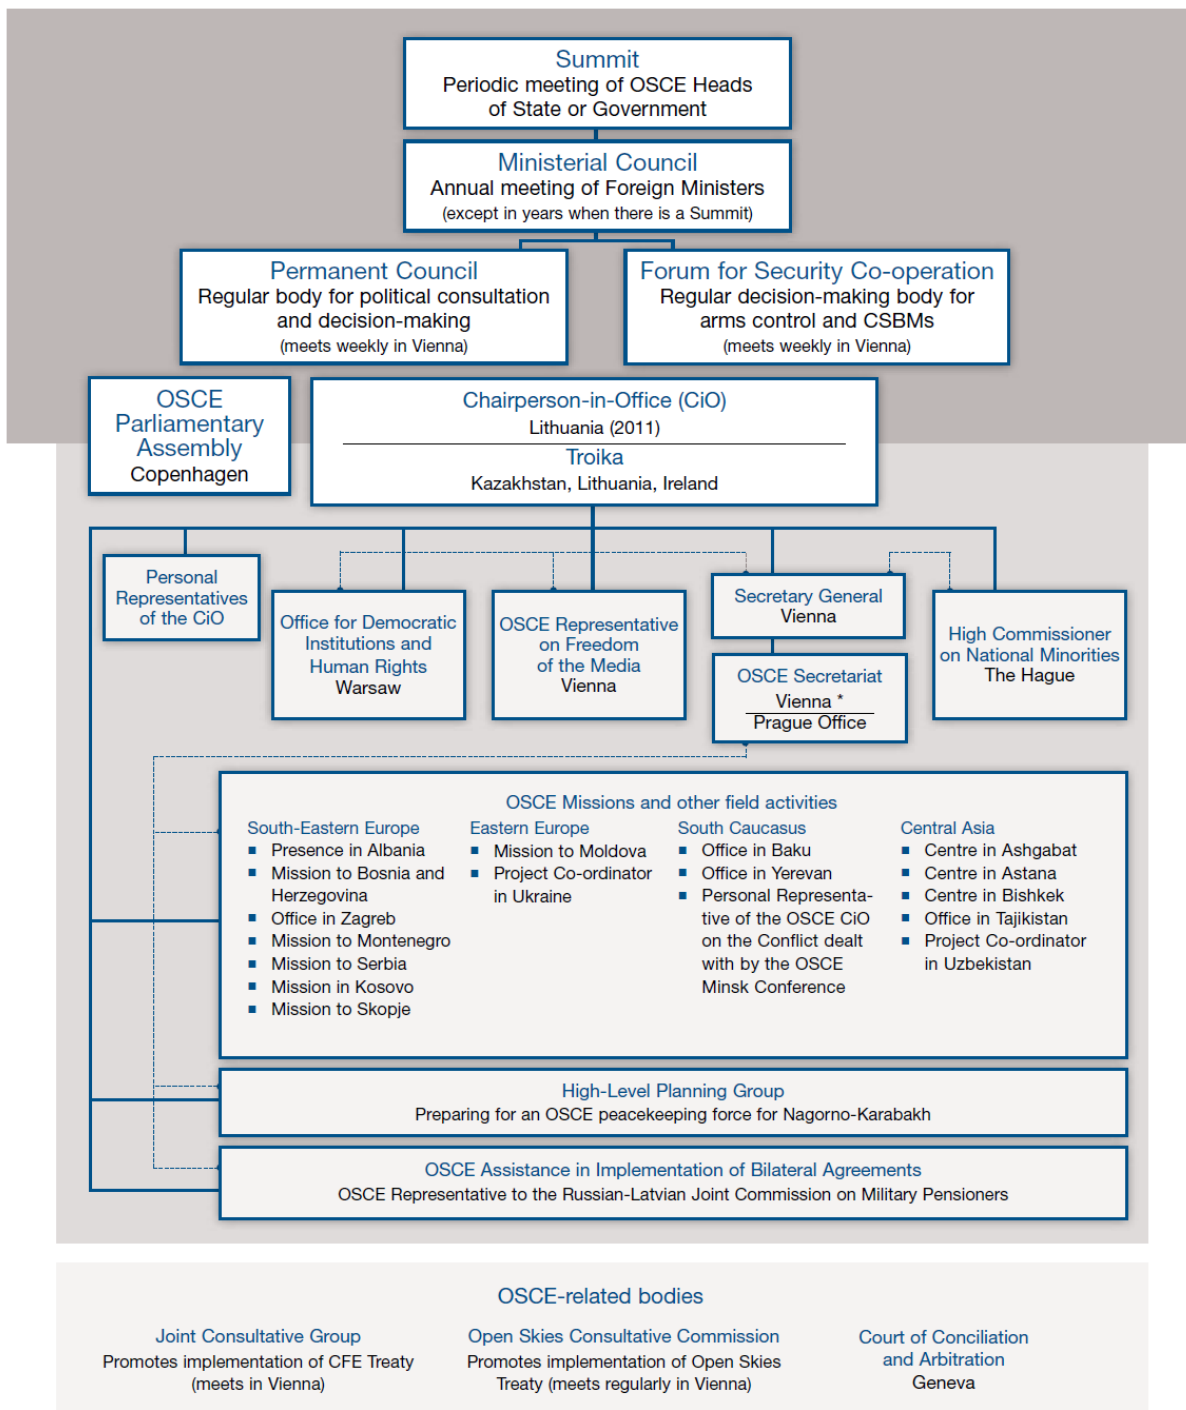 Summit
Periodic meeting of OSCE Heads
of State or Government
Ministerial Council
Annual meeting of Foreign Ministers
(except in years when there is a Summit)
Permanent Council
Regular body for political consultation
and decision-making
(meets weekly in Vienna)
Forum for Security Co-operation
Regular decision-making body for
arms control and CSBMs
(meets weekly in Vienna)
OSCE
Parliamentary
Assembly
Copenhagen
Chairperson-in-Office (CiO)
Lithuania (2011)
Troika
Kazakhstan, Lithuania, Ireland
Personal
Representatives
of the CiO
Office for Democratic
Institutions and
Human Rights
Warsaw
OSCE Representative
on Freedom
of the Media
Vienna
Secretary General
Vienna
OSCE Secretariat
Vienna *
Prague Office
High Commissioner
on National Minorities
The Hague
OSCE Missions and other field activities
South-Eastern Europe
■ Presence in Albania
■ Mission to Bosnia and
Herzegovina
■ Office in Zagreb
■ Mission to Montenegro
■ Mission to Serbia
■ Mission in Kosovo
■ Mission to Skopje
Eastern Europe
■ Mission to Moldova
■ Project Co-ordinator
in Ukraine
South Caucasus
■ Office in Baku
■ Office in Yerevan
■ Personal Representa-
tive of the OSCE CiO
on the Conflict dealt
with by the OSCE
Minsk Conference
Central Asia
■ Centre in Ashgabat
■ Centre in Astana
■ Centre in Bishkek
■ Office in Tajikistan
■ Project Co-ordinator
in Uzbekistan
High-Level Planning Group
Preparing for an OSCE peacekeeping force for Nagorno-Karabakh
OSCE Assistance in Implementation of Bilateral Agreements
OSCE Representative to the Russian-Latvian Joint Commission on Military Pensioners
OSCE-related bodies
Joint Consultative Group
Promotes implementation of CFE Treaty
(meets in Vienna)
Open Skies Consultative Commission
Promotes implementation of Open Skies
Treaty (meets regularly in Vienna)
Court of Conciliation
and Arbitration
Geneva